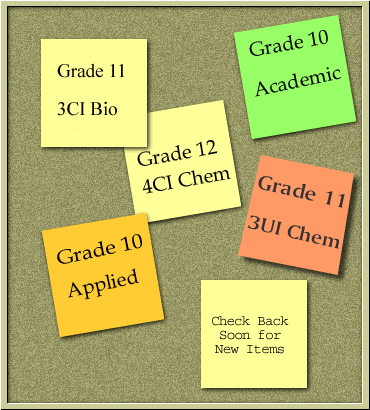 Grade 11
3CI Bio
Grade 10
Academic
Grade 12
4CI Chem
Grade 11
3UI Chem
Grade 10
Applied
Check Back
Soon for
New Items